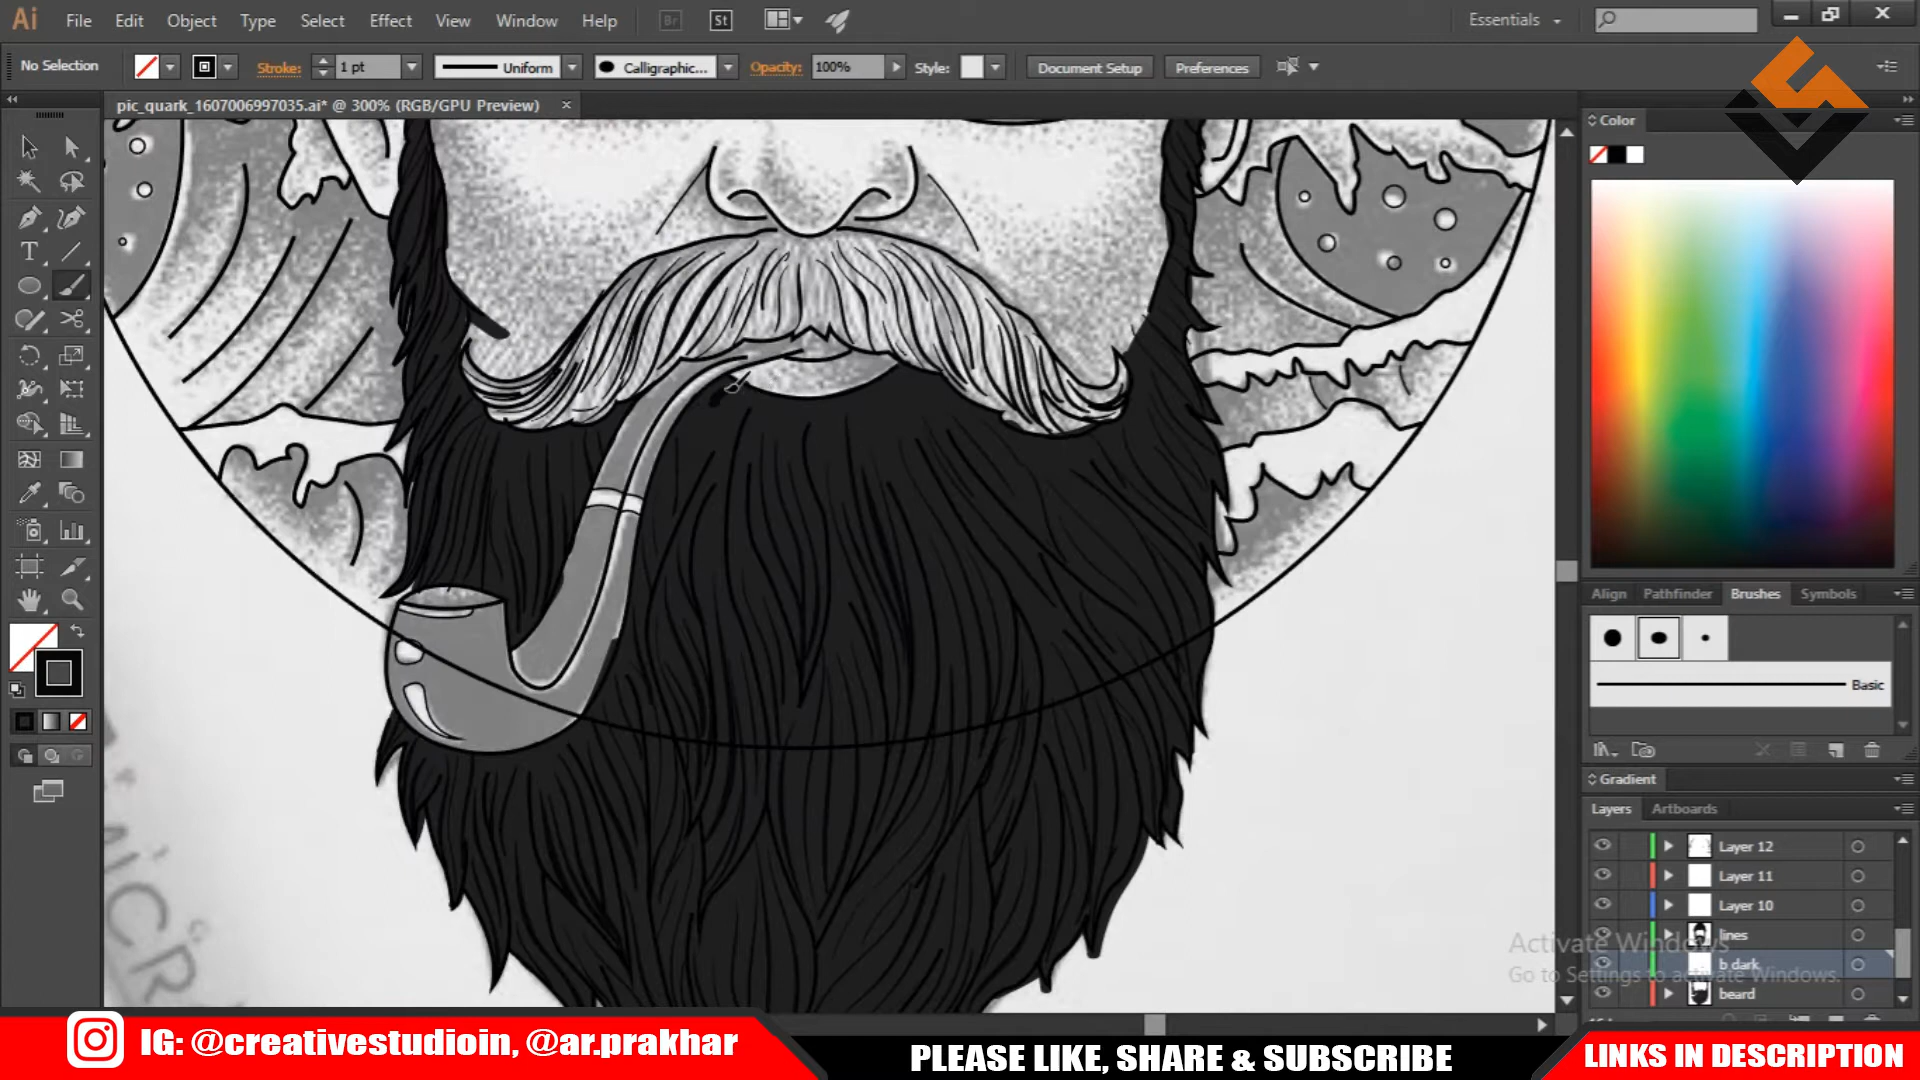 Ai File Edit Object Type Select Effect View Window Help Br St Essentials
No Selection Stroke: 1 pt Uniform Calligraphic... Opacity: 100% Style: Document Setup Preferences
pic_quark_1607006997035.ai* @ 300% (RGB/GPU Preview)
Color
Align Pathfinder Brushes Symbols
Basic
Gradient
Layers Artboards
Layer 12
Layer 11
Layer 10
lines
b dark
beard
Activate Windows
Go to Settings to activate Windows.
MiCR
IG: @creativestudioin, @ar.prakhar
PLEASE LIKE, SHARE & SUBSCRIBE
LINKS IN DESCRIPTION